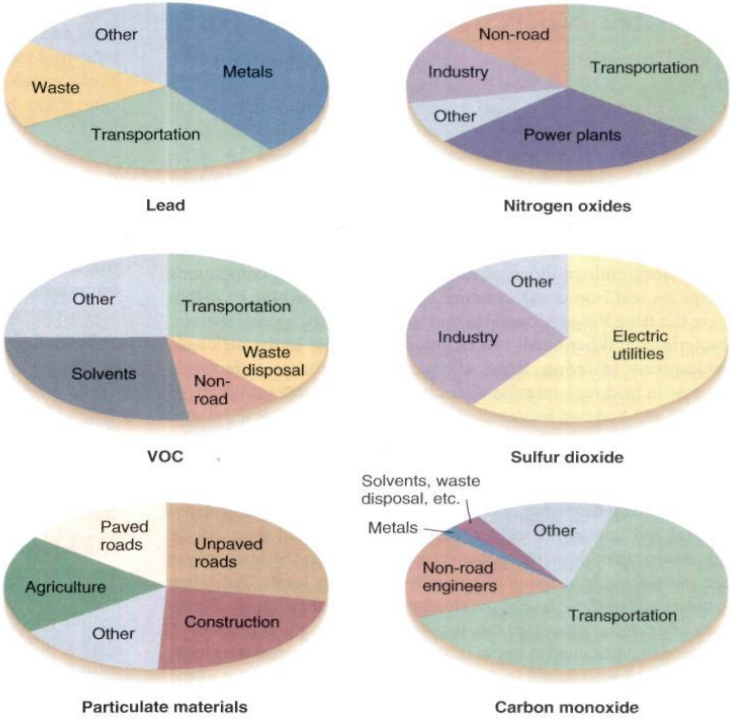 Other
Metals
Waste
Transportation
Lead
Non-road
Transportation
Industry
Other
Power plants
Nitrogen oxides
Other
Transportation
Waste
disposal
Solvents
Non-
road
VOC
Other
Industry
Electric
utilities
Sulfur dioxide
Paved
roads
Unpaved
roads
Agriculture
Other
Construction
Particulate materials
Solvents, waste
disposal, etc.
Metals
Other
Non-road
engineers
Transportation
Carbon monoxide